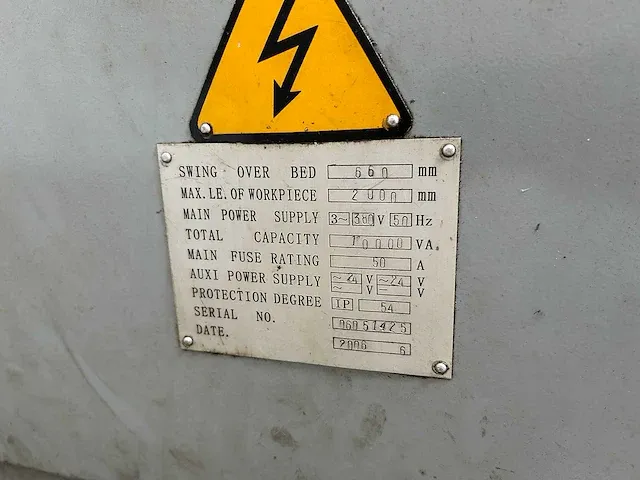 SWING OVER BED 660 mm
MAX. LE. OF WORKPIECE 2000 mm
MAIN POWER SUPPLY 3~ 380 V 50 Hz
TOTAL CAPACITY 10000 VA
MAIN FUSE RATING 50 A
AUXI POWER SUPPLY ~24 V ~24 V
~ V – V
PROTECTION DEGREE IP 54
SERIAL NO. 06051425
DATE. 2006 6